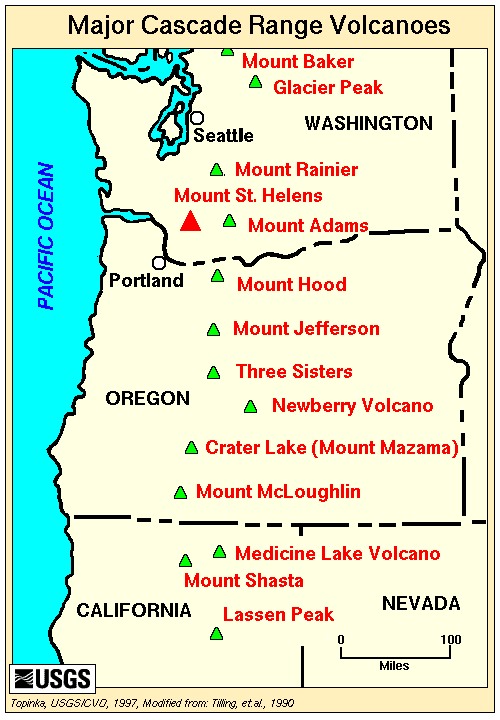 Major Cascade Range Volcanoes
Mount Baker
Glacier Peak
Seattle
WASHINGTON
Mount Rainier
Mount St. Helens
Mount Adams
PACIFIC OCEAN
Portland
Mount Hood
Mount Jefferson
Three Sisters
OREGON
Newberry Volcano
Crater Lake (Mount Mazama)
Mount McLoughlin
Medicine Lake Volcano
Mount Shasta
CALIFORNIA
Lassen Peak
NEVADA
0 100
Miles
USGS
Topinka, USGS/CVO, 1997, Modified from: Tilling, et.al., 1990